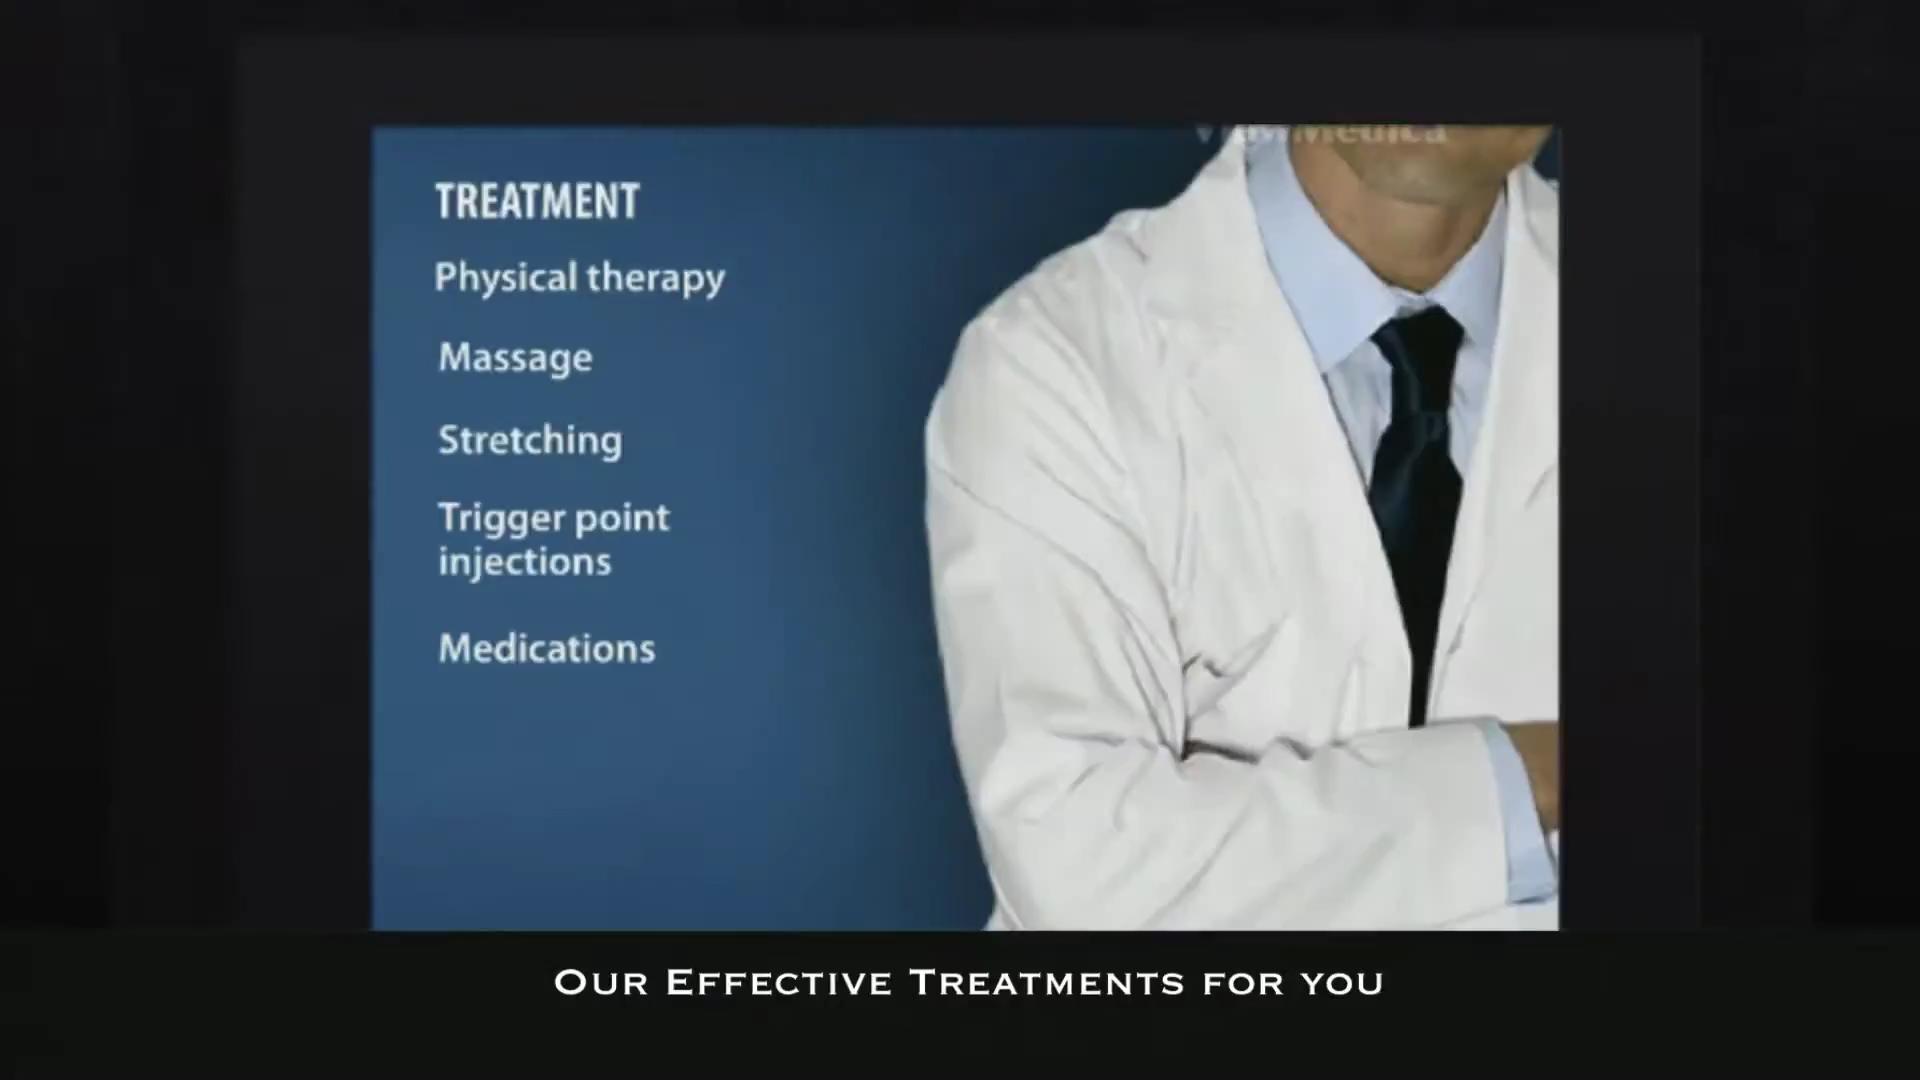 TREATMENT
Physical therapy
Massage
Stretching
Trigger point
injections
Medications
OUR EFFECTIVE TREATMENTS FOR YOU